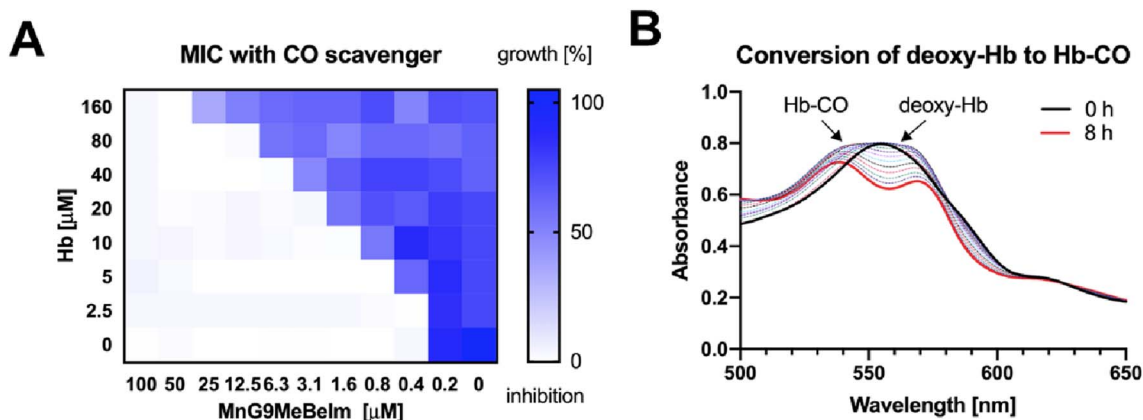 A
MIC with CO scavenger
growth [%]
Hb [µM]
160
80
40
20
10
5
2.5
0
100 50 25 12.5 6.3 3.1 1.6 0.8 0.4 0.2 0
MnG9MeBeIm [µM]
100
50
0
inhibition
B
Conversion of deoxy-Hb to Hb-CO
Hb-CO
deoxy-Hb
0 h
8 h
Absorbance
1.0
0.8
0.6
0.4
0.2
0.0
500 550 600 650
Wavelength [nm]